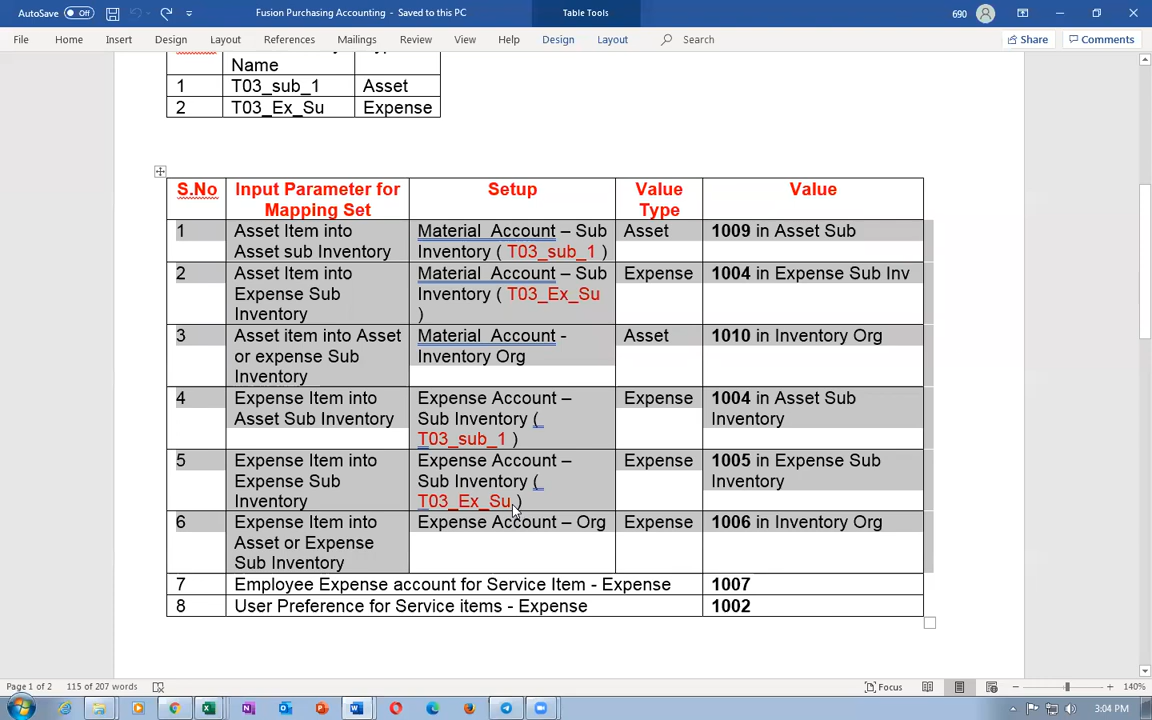 AutoSave Off Fusion Purchasing Accounting - Saved to this PC Table Tools 690
File Home Insert Design Layout References Mailings Review View Help Design Layout Search Share Comments
Name
1 T03_sub_1 Asset
2 T03_Ex_Su Expense
S.No Input Parameter for Mapping Set Setup Value Type Value
1 Asset Item into Asset sub Inventory Material Account – Sub Inventory ( T03_sub_1 ) Asset 1009 in Asset Sub
2 Asset Item into Expense Sub Inventory Material Account – Sub Inventory ( T03_Ex_Su ) Expense 1004 in Expense Sub Inv
3 Asset item into Asset or expense Sub Inventory Material Account - Inventory Org Asset 1010 in Inventory Org
4 Expense Item into Asset Sub Inventory Expense Account – Sub Inventory ( T03_sub_1 ) Expense 1004 in Asset Sub Inventory
5 Expense Item into Expense Sub Inventory Expense Account – Sub Inventory ( T03_Ex_Su ) Expense 1005 in Expense Sub Inventory
6 Expense Item into Asset or Expense Sub Inventory Expense Account – Org Expense 1006 in Inventory Org
7 Employee Expense account for Service Item - Expense 1007
8 User Preference for Service items - Expense 1002
Page 1 of 2 115 of 207 words Focus 140%
3:04 PM